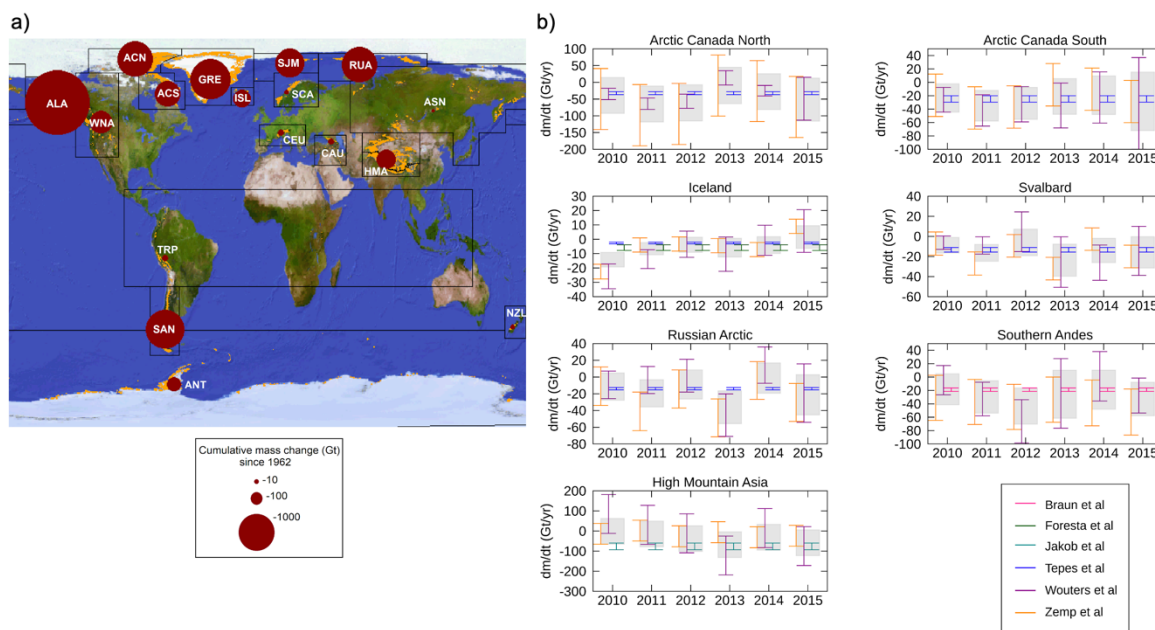 a)
ACN
GRE
SJM
RUA
ALA
ACS
ISL
SCA
ASN
WNA
CEU
CAU
HMA
TRP
SAN
NZL
ANT
Cumulative mass change (Gt)
since 1962
-10
-100
-1000
b)
Arctic Canada North
dm/dt (Gt/yr)
100
50
0
-50
-100
-150
-200
2010 2011 2012 2013 2014 2015
Arctic Canada South
dm/dt (Gt/yr)
40
20
0
-20
-40
-60
-80
-100
2010 2011 2012 2013 2014 2015
Iceland
dm/dt (Gt/yr)
30
20
10
0
-10
-20
-30
-40
2010 2011 2012 2013 2014 2015
Svalbard
dm/dt (Gt/yr)
40
20
0
-20
-40
-60
2010 2011 2012 2013 2014 2015
Russian Arctic
dm/dt (Gt/yr)
40
20
0
-20
-40
-60
-80
2010 2011 2012 2013 2014 2015
Southern Andes
dm/dt (Gt/yr)
40
20
0
-20
-40
-60
-80
-100
2010 2011 2012 2013 2014 2015
High Mountain Asia
dm/dt (Gt/yr)
200
100
0
-100
-200
-300
2010 2011 2012 2013 2014 2015
Braun et al
Foresta et al
Jakob et al
Tepes et al
Wouters et al
Zemp et al